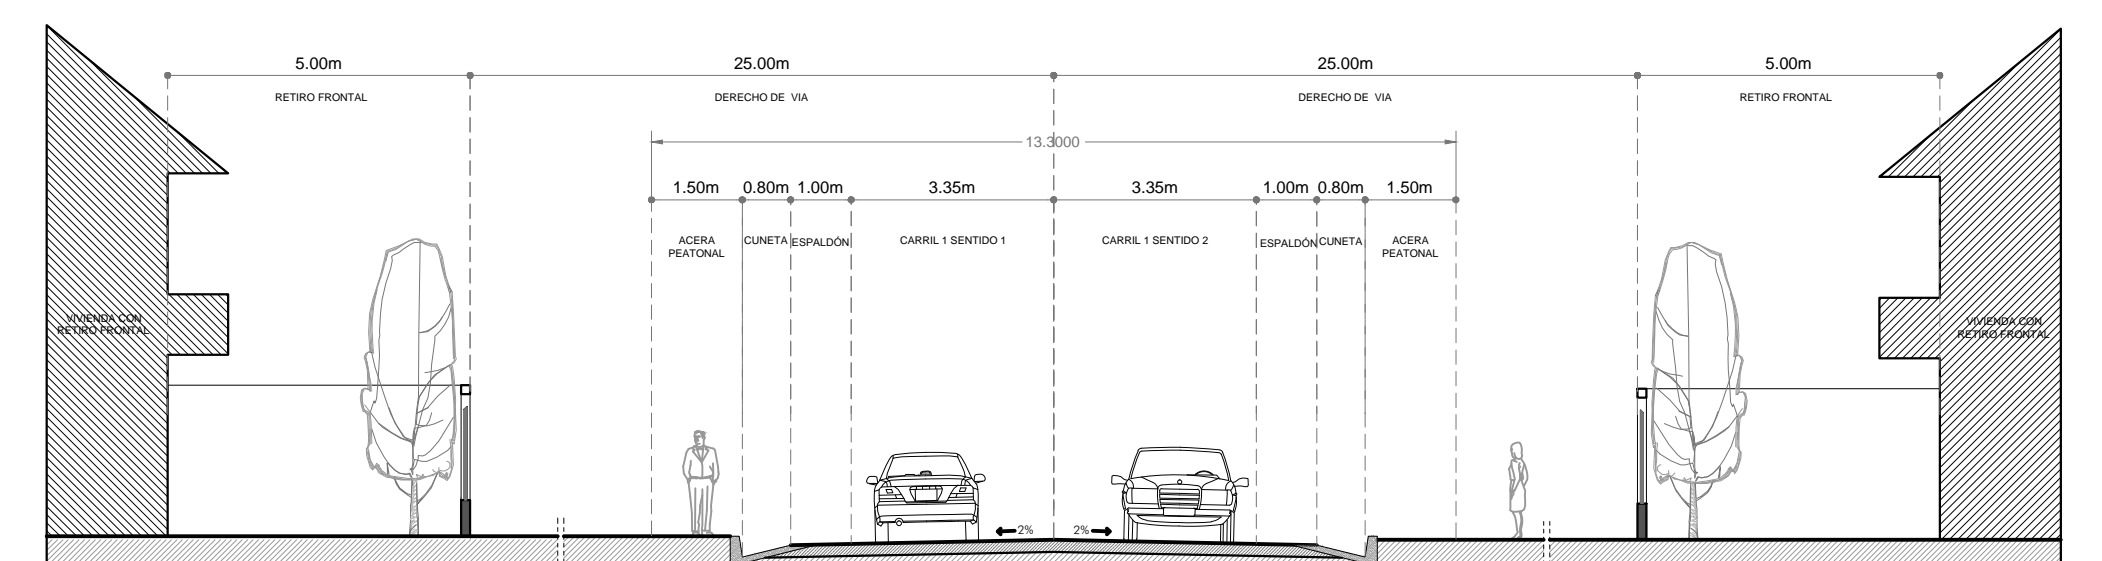 5.00m 25.00m 25.00m 5.00m
RETIRO FRONTAL DERECHO DE VIA DERECHO DE VIA RETIRO FRONTAL
13.3000
1.50m 0.80m 1.00m 3.35m 3.35m 1.00m 0.80m 1.50m
ACERA
PEATONAL
CUNETA
ESPALDÓN
CARRIL 1 SENTIDO 1
CARRIL 1 SENTIDO 2
ESPALDÓN
CUNETA
ACERA
PEATONAL
VIVIENDA CON
RETIRO FRONTAL
VIVIENDA CON
RETIRO FRONTAL
2% 2%